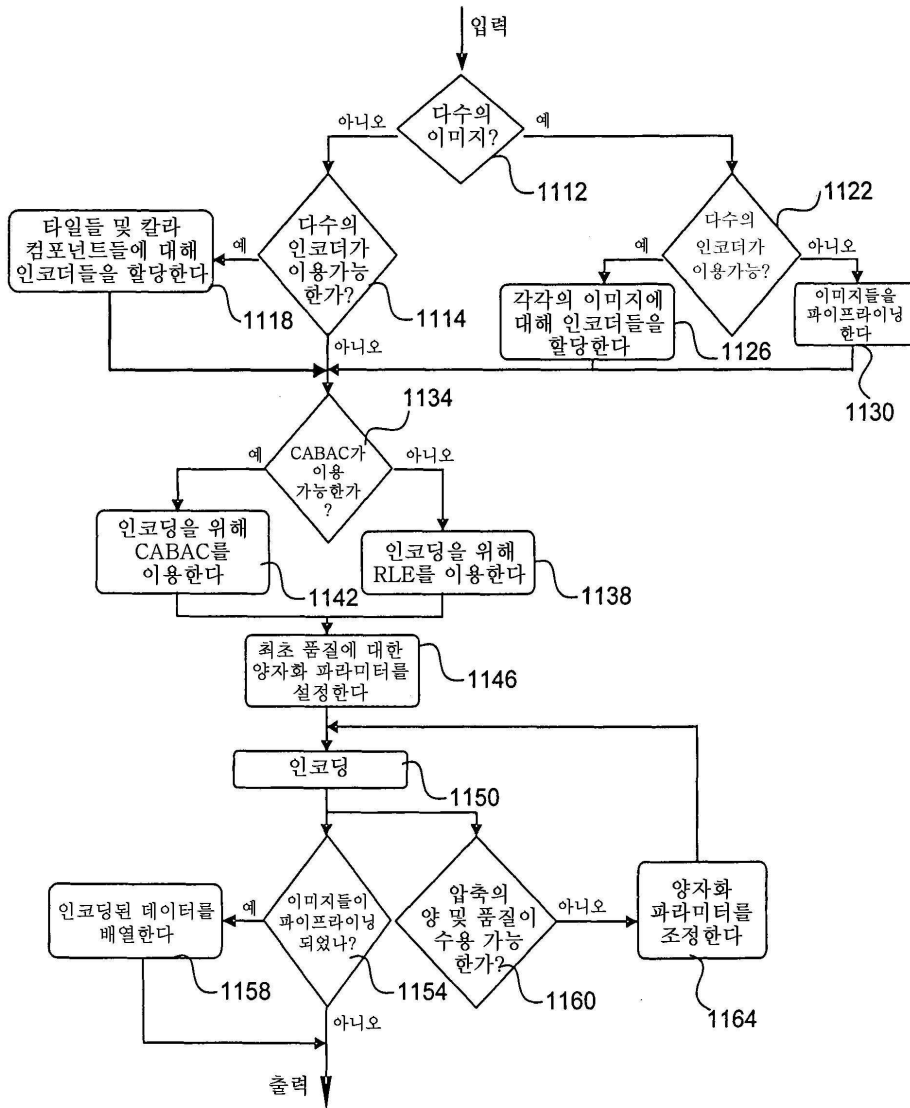 입력
다수의
이미지?
아니오
예
1112
다수의
인코더가
이용가능
한가?
예
1114
아니오
타일들 및 칼라
컴포넌트들에 대해
인코더들을 할당한다
1118
1122
다수의
인코더가
이용가능?
예
아니오
각각의 이미지에
대해 인코더들을
할당한다
1126
이미지들을
파이프라이닝
한다
1130
1134
CABAC가
이용
가능한가
?
예
아니오
인코딩을 위해
CABAC를
이용한다
1142
인코딩을 위해
RLE를 이용한다
1138
최초 품질에 대한
양자화 파라미터를
설정한다
1146
인코딩
1150
이미지들이
파이프라이닝
되었나?
예
1154
아니오
인코딩된 데이터를
배열한다
1158
압축의
양 및 품질이
수용 가능
한가?
아니오
1160
양자화
파라미터를
조정한다
1164
출력